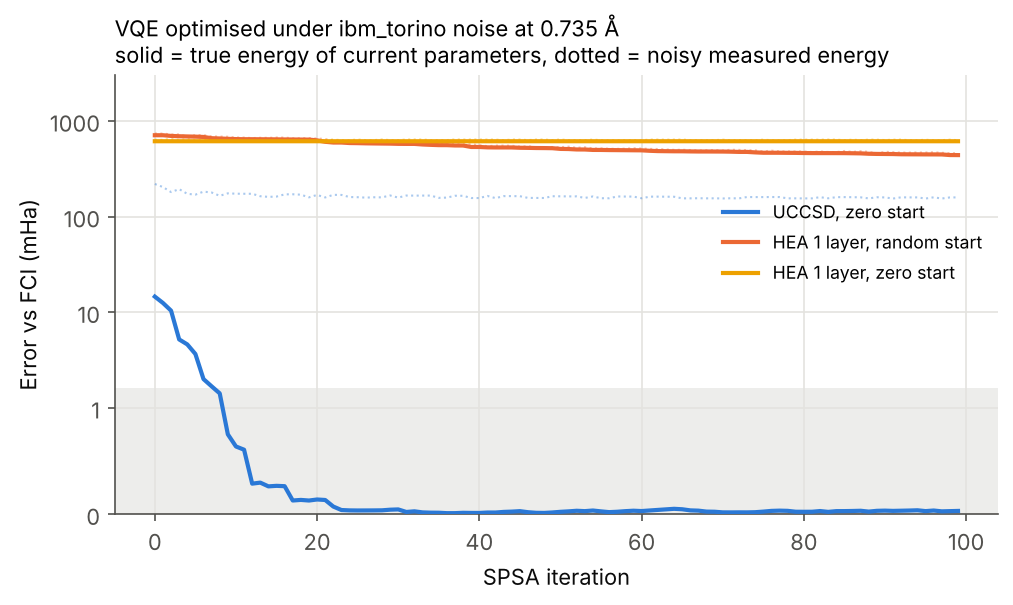 VQE optimised under ibm_torino noise at 0.735 Å
solid = true energy of current parameters, dotted = noisy measured energy
Error vs FCI (mHa)
1000
100
10
1
0
UCCSD, zero start
HEA 1 layer, random start
HEA 1 layer, zero start
0 20 40 60 80 100
SPSA iteration